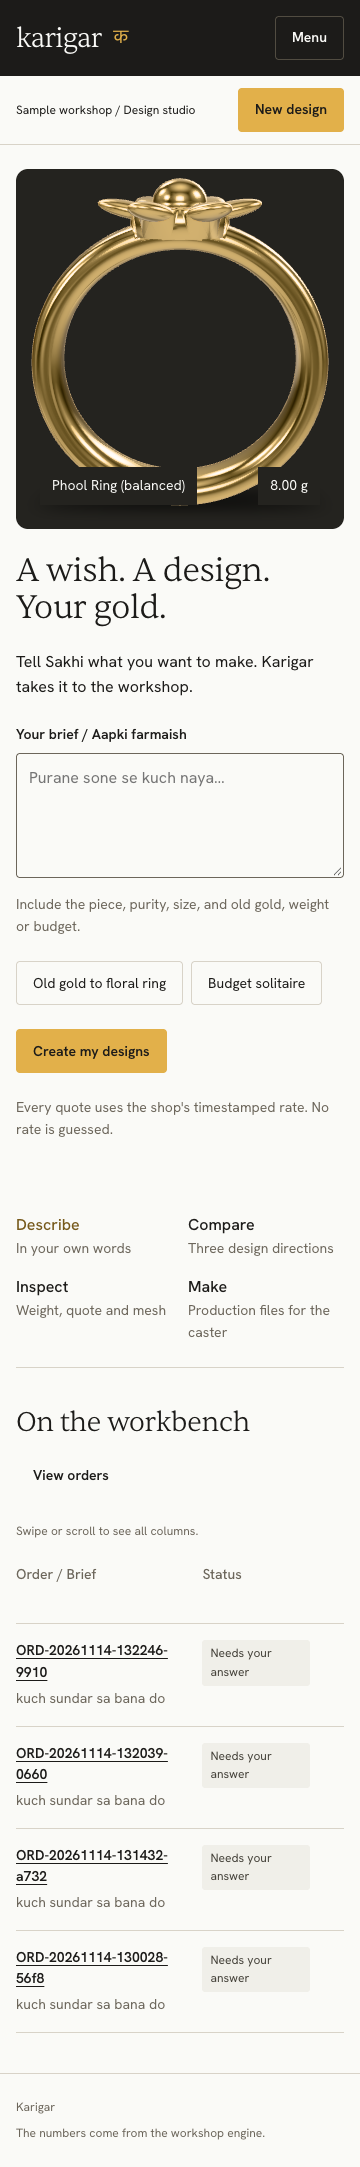 karigar क
Menu
Sample workshop / Design studio
New design
Phool Ring (balanced)
8.00 g
A wish. A design.
Your gold.
Tell Sakhi what you want to make. Karigar
takes it to the workshop.
Your brief / Aapki farmaish
Purane sone se kuch naya...
Include the piece, purity, size, and old gold, weight
or budget.
Old gold to floral ring
Budget solitaire
Create my designs
Every quote uses the shop's timestamped rate. No
rate is guessed.
Describe
In your own words
Compare
Three design directions
Inspect
Weight, quote and mesh
Make
Production files for the
caster
On the workbench
View orders
Swipe or scroll to see all columns.
Order / Brief
Status
ORD-20261114-132246-
9910
kuch sundar sa bana do
Needs your
answer
ORD-20261114-132039-
0660
kuch sundar sa bana do
Needs your
answer
ORD-20261114-131432-
a732
kuch sundar sa bana do
Needs your
answer
ORD-20261114-130028-
56f8
kuch sundar sa bana do
Needs your
answer
Karigar
The numbers come from the workshop engine.